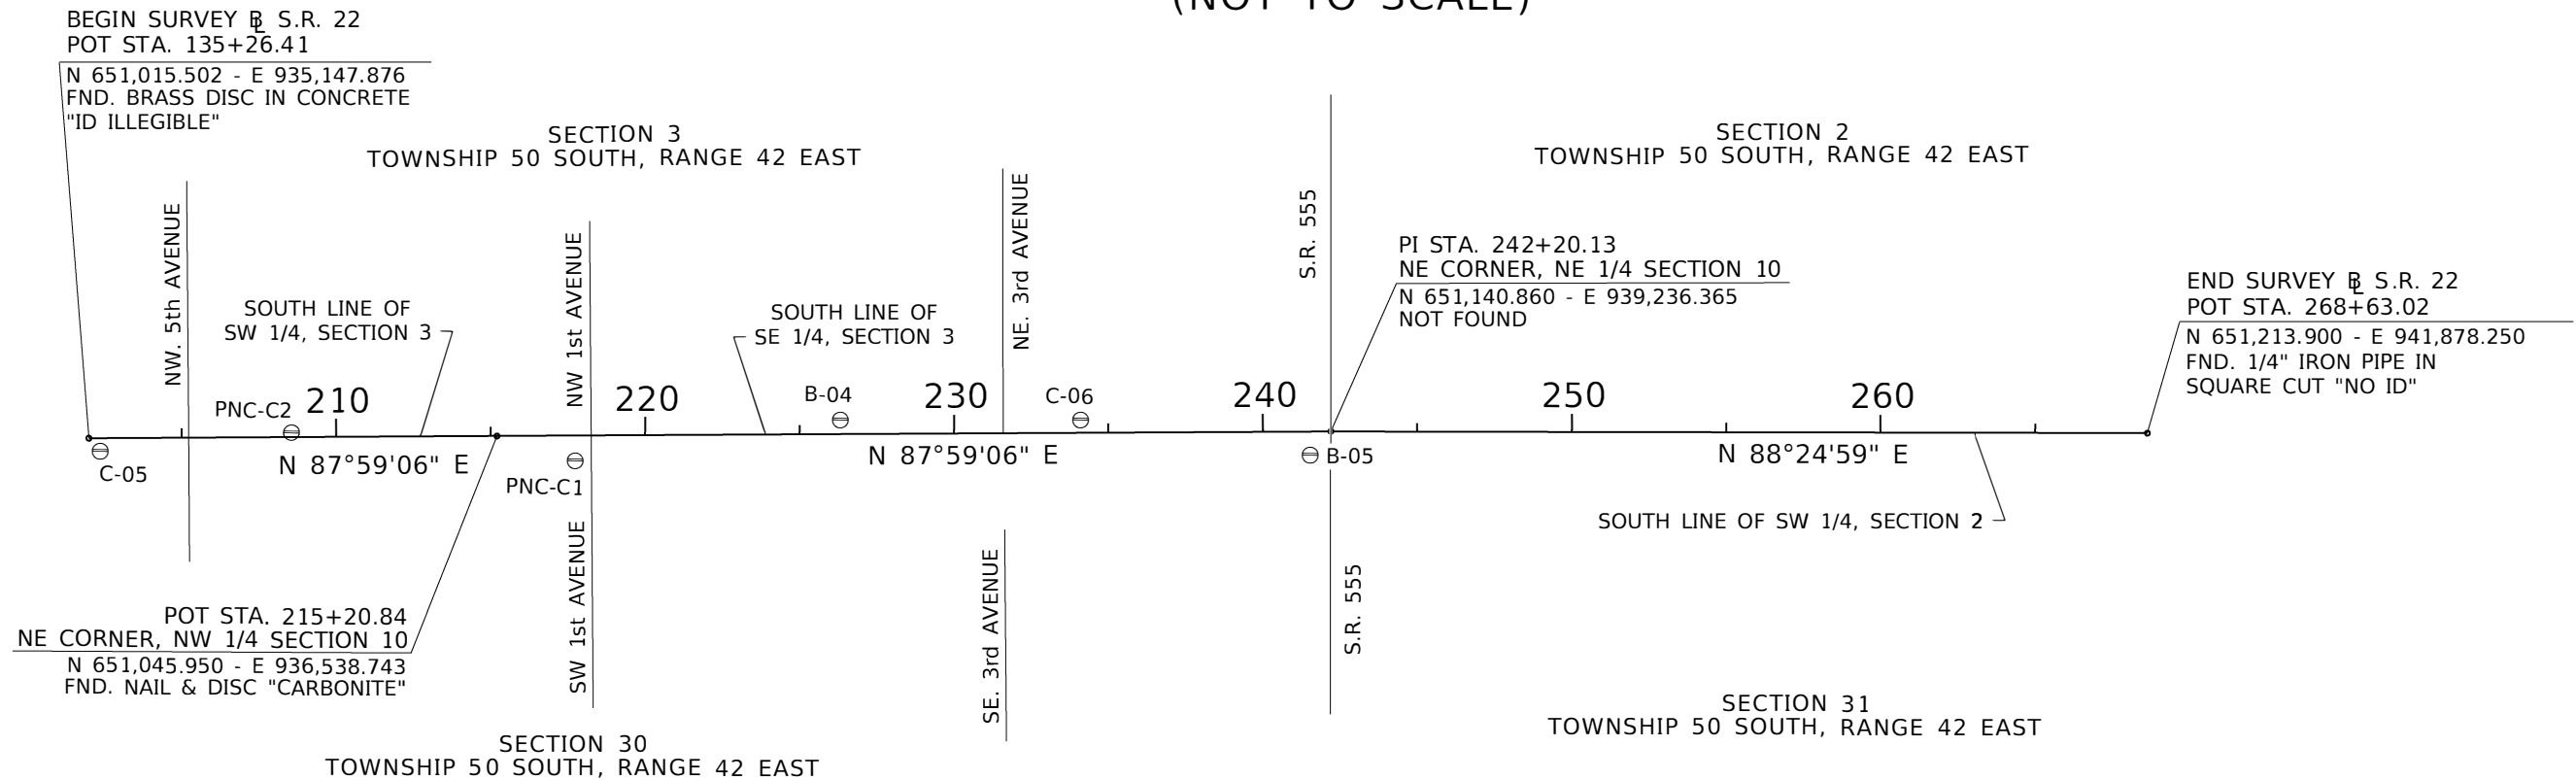 (NOT TO SCALE)
BEGIN SURVEY BL S.R. 22
POT STA. 135+26.41
N 651,015.502 - E 935,147.876
FND. BRASS DISC IN CONCRETE
"ID ILLEGIBLE"
SECTION 3
TOWNSHIP 50 SOUTH, RANGE 42 EAST
SECTION 2
TOWNSHIP 50 SOUTH, RANGE 42 EAST
NW. 5th AVENUE
NW 1st AVENUE
NE. 3rd AVENUE
S.R. 555
PI STA. 242+20.13
NE CORNER, NE 1/4 SECTION 10
N 651,140.860 - E 939,236.365
NOT FOUND
END SURVEY BL S.R. 22
POT STA. 268+63.02
N 651,213.900 - E 941,878.250
FND. 1/4" IRON PIPE IN
SQUARE CUT "NO ID"
SOUTH LINE OF
SW 1/4, SECTION 3
SOUTH LINE OF
SE 1/4, SECTION 3
PNC-C2
210
220
B-04
230
C-06
240
250
260
C-05
N 87°59'06" E
PNC-C1
N 87°59'06" E
B-05
N 88°24'59" E
SOUTH LINE OF SW 1/4, SECTION 2
SW 1st AVENUE
SE. 3rd AVENUE
S.R. 555
POT STA. 215+20.84
NE CORNER, NW 1/4 SECTION 10
N 651,045.950 - E 936,538.743
FND. NAIL & DISC "CARBONITE"
SECTION 30
TOWNSHIP 50 SOUTH, RANGE 42 EAST
SECTION 31
TOWNSHIP 50 SOUTH, RANGE 42 EAST